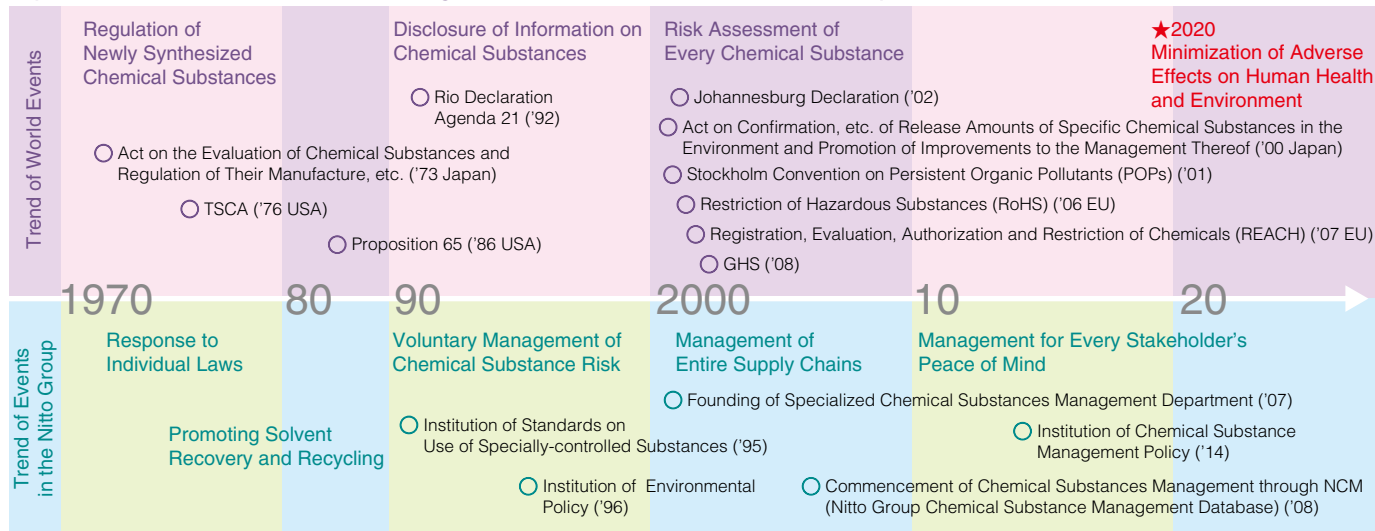 Trend of World Events
Regulation of
Newly Synthesized
Chemical Substances
Disclosure of Information on
Chemical Substances
Risk Assessment of
Every Chemical Substance
★2020
Minimization of Adverse
Effects on Human Health
and Environment
Rio Declaration
Agenda 21 (’92)
Johannesburg Declaration (’02)
Act on Confirmation, etc. of Release Amounts of Specific Chemical Substances in the
Environment and Promotion of Improvements to the Management Thereof (’00 Japan)
Act on the Evaluation of Chemical Substances and
Regulation of Their Manufacture, etc. (’73 Japan)
Stockholm Convention on Persistent Organic Pollutants (POPs) (’01)
TSCA (’76 USA)
Restriction of Hazardous Substances (RoHS) (’06 EU)
Proposition 65 (’86 USA)
Registration, Evaluation, Authorization and Restriction of Chemicals (REACH) (’07 EU)
GHS (’08)
1970 80 90 2000 10 20
Trend of Events
in the Nitto Group
Response to
Individual Laws
Voluntary Management of
Chemical Substance Risk
Management of
Entire Supply Chains
Management for Every Stakeholder’s
Peace of Mind
Founding of Specialized Chemical Substances Management Department (’07)
Promoting Solvent
Recovery and Recycling
Institution of Standards on
Use of Specially-controlled Substances (’95)
Institution of Chemical Substance
Management Policy (’14)
Institution of Environmental
Policy (’96)
Commencement of Chemical Substances Management through NCM
(Nitto Group Chemical Substance Management Database) (’08)